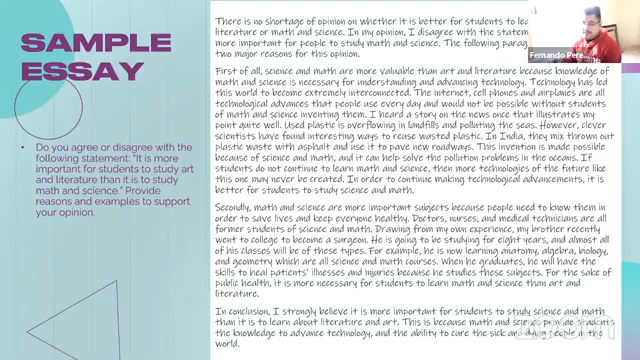 SAMPLE
ESSAY
Do you agree or disagree with the
following statement: "It is more
important for students to study art
and literature than it is to study
math and science." Provide
reasons and examples to support
your opinion.
There is no shortage of opinion on whether it is better for students to lea
literature or math and science. In my opinion, I disagree with the statem
more important for people to study math and science. The following parag
two major reasons for this opinion.
First of all, science and math are more valuable than art and literature because knowledge of
math and science is necessary for understanding and advancing technology. Technology has led
this world to become extremely interconnected. The internet, cell phones and airplanes are all
technological advances that people use every day and would not be possible without students
of math and science inventing them. I heard a story on the news once that illustrates my
point quite well. Used plastic is overflowing in landfills and polluting the seas. However, clever
scientists have found interesting ways to reuse wasted plastic. In India, they mix thrown out
plastic waste with asphalt and use it to pave new roadways. This invention is made possible
because of science and math, and it can help solve the pollution problems in the oceans. If
students do not continue to learn math and science, then more technologies of the future like
this one may never be created. In order to continue making technological advancements, it is
better for students to study science and math.
Secondly, math and science are more important subjects because people need to know them in
order to save lives and keep everyone healthy. Doctors, nurses, and medical technicians are all
former students of science and math. Drawing from my own experience, my brother recently
went to college to become a surgeon. He is going to be studying for eight years, and almost all
of his classes will be of these types. For example, he is now learning anatomy, algebra, biology,
and geometry which are all science and math courses. When he graduates, he will have the
skills to heal patients' illnesses and injuries because he studies these subjects. For the sake of
public health, it is more necessary for students to learn math and science than art and
literature.
In conclusion, I strongly believe it is more important for students to study science and math
than it is to learn about literature and art. This is because math and science provide students
the knowledge to advance technology, and the ability to cure the sick and injured people in the
world.
Fernando Pere
zoom